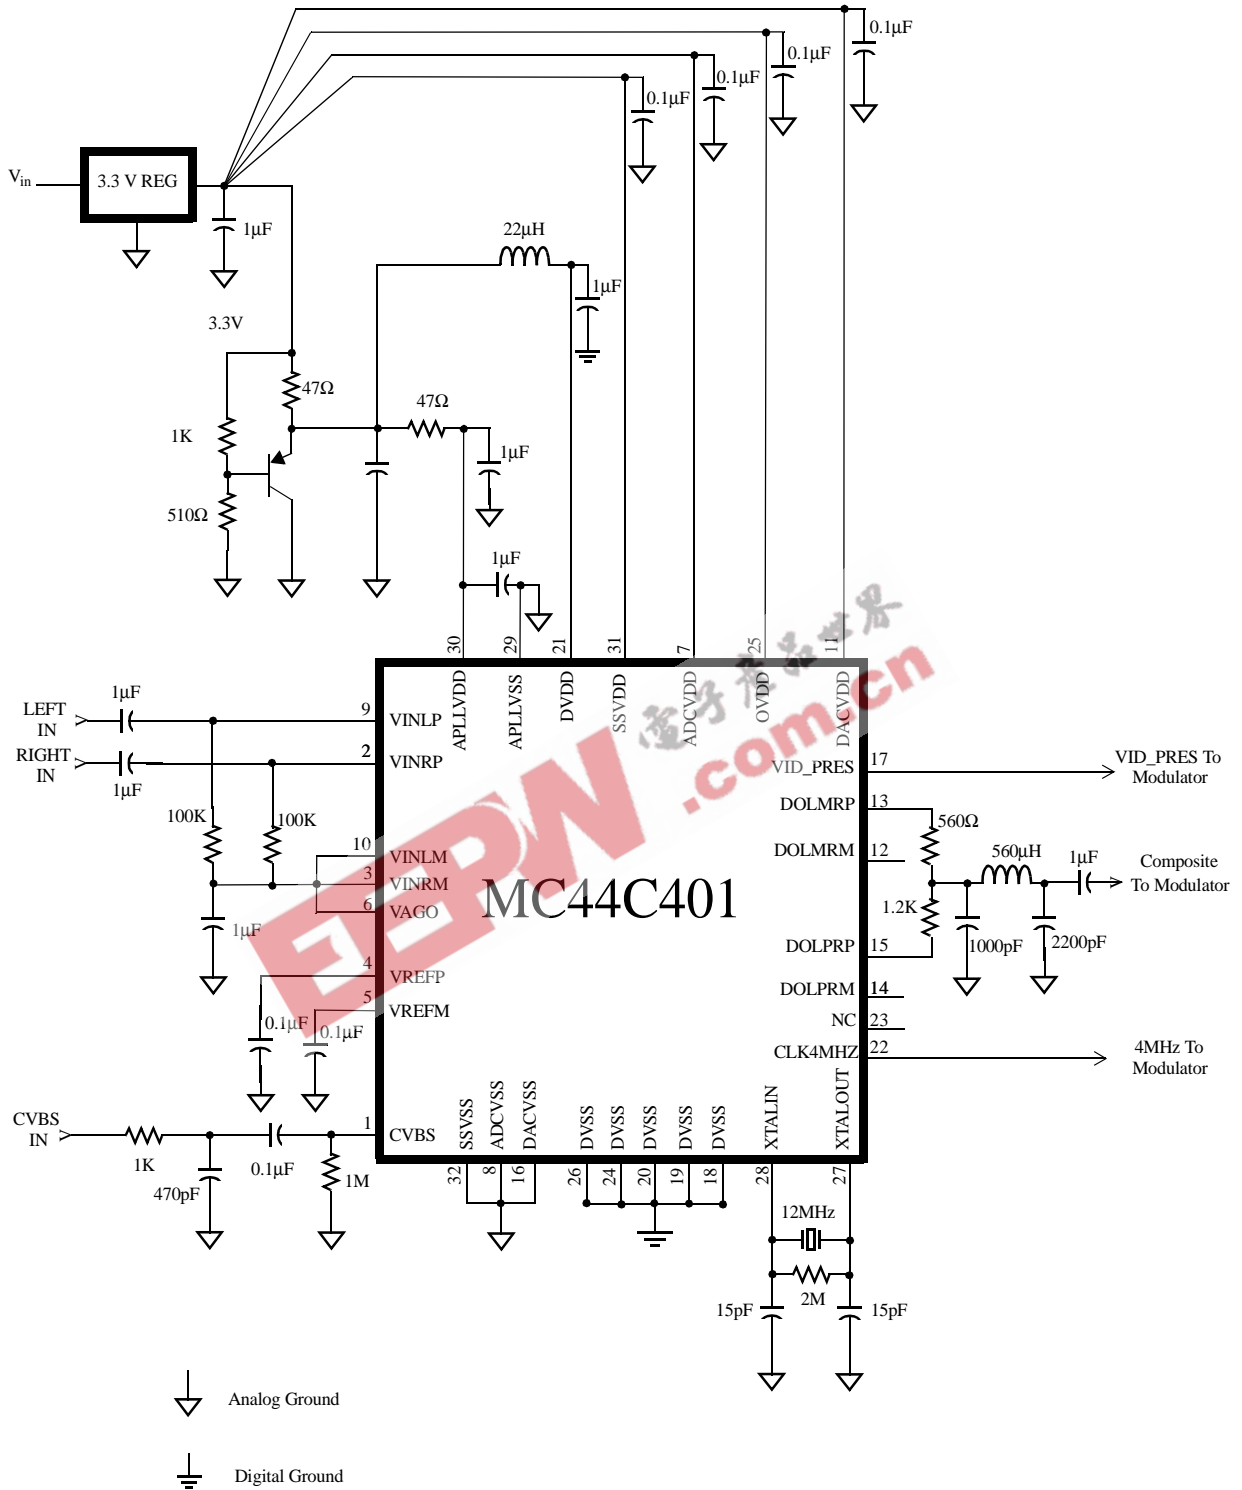 0.1µF
0.1µF
0.1µF
0.1µF
Vin
3.3 V REG
1µF
22µH
1µF
3.3V
47Ω
47Ω
1K
1µF
510Ω
1µF
30
29
21
31
7
25
11
APLLVDD
APLLVSS
DVDD
SSVDD
ADCVDD
OVDD
DACVDD
電子產品世界
EEPW
.com.cn
1µF
LEFT
IN
9
VINLP
RIGHT
IN
2
VINRP
1µF
VID_PRES
17
VID_PRES To
Modulator
100K
100K
DOLMRP
13
560Ω
10
VINLM
DOLMRM
12
560µH
1µF
Composite
To Modulator
3
VINRM
MC44C401
6
VAGO
1.2K
1µF
DOLPRP
15
1000pF
2200pF
4
VREFP
DOLPRM
14
5
VREFM
0.1µF
0.1µF
NC
23
CLK4MHZ
22
4MHz To
Modulator
CVBS
IN
1
CVBS
SSVSS
ADCVSS
DACVSS
DVSS
DVSS
DVSS
DVSS
DVSS
XTALIN
XTALOUT
1K
0.1µF
470pF
1M
32
8
16
26
24
20
19
18
28
27
12MHz
2M
15pF
15pF
Analog Ground
Digital Ground